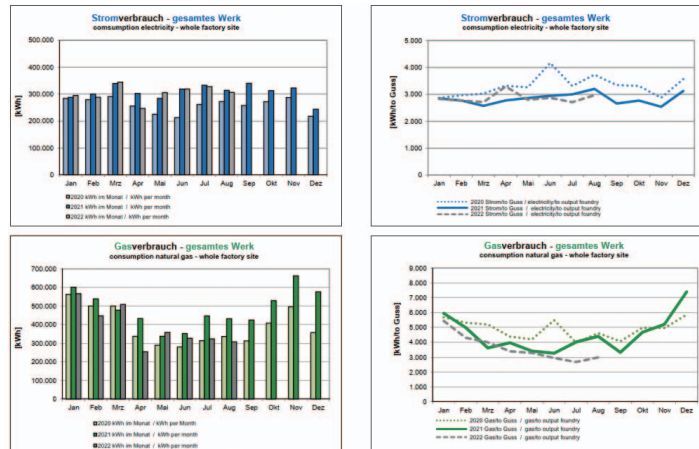 Stromverbrauch - gesamtes Werk
comsumption electricity - whole factory site
500.000
400.000
300.000
200.000
100.000
0
[kWh]
Jan Feb Mrz Apr Mai Jun Jul Aug Sep Okt Nov Dez
2020 kWh im Monat / kWh per month
2021 kWh im Monat / kWh per month
2022 kWh im Monat / kWh per month
Stromverbrauch - gesamtes Werk
comsumption electricity - whole factory site
5.000
4.000
3.000
2.000
1.000
0
[kWh/to Guss]
Jan Feb Mrz Apr Mai Jun Jul Aug Sep Okt Nov Dez
2020 Strom/to Guss / electricity/to output foundry
2021 Strom/to Guss / electricity/to output foundry
2022 Strom/to Guss / electricity/to output foundry
Gasverbrauch - gesamtes Werk
consumption natural gas - whole factory site
700.000
600.000
500.000
400.000
300.000
200.000
100.000
0
[kWh]
Jan Feb Mrz Apr Mai Jun Jul Aug Sep Okt Nov Dez
2020 kWh im Monat / kWh per Month
2021 kWh im Monat / kWh per month
2022 kWh im Monat / kWh per month
Gasverbrauch - gesamtes Werk
consumption natural gas - whole factory site
9.000
8.000
7.000
6.000
5.000
4.000
3.000
2.000
1.000
0
[kWh/to Guss]
Jan Feb Mrz Apr Mai Jun Jul Aug Sep Okt Nov Dez
2020 Gas/to Guss / gas/to output foundry
2021 Gas/to Guss / gas/to output foundry
2022 Gas/to Guss / gas/to output foundry